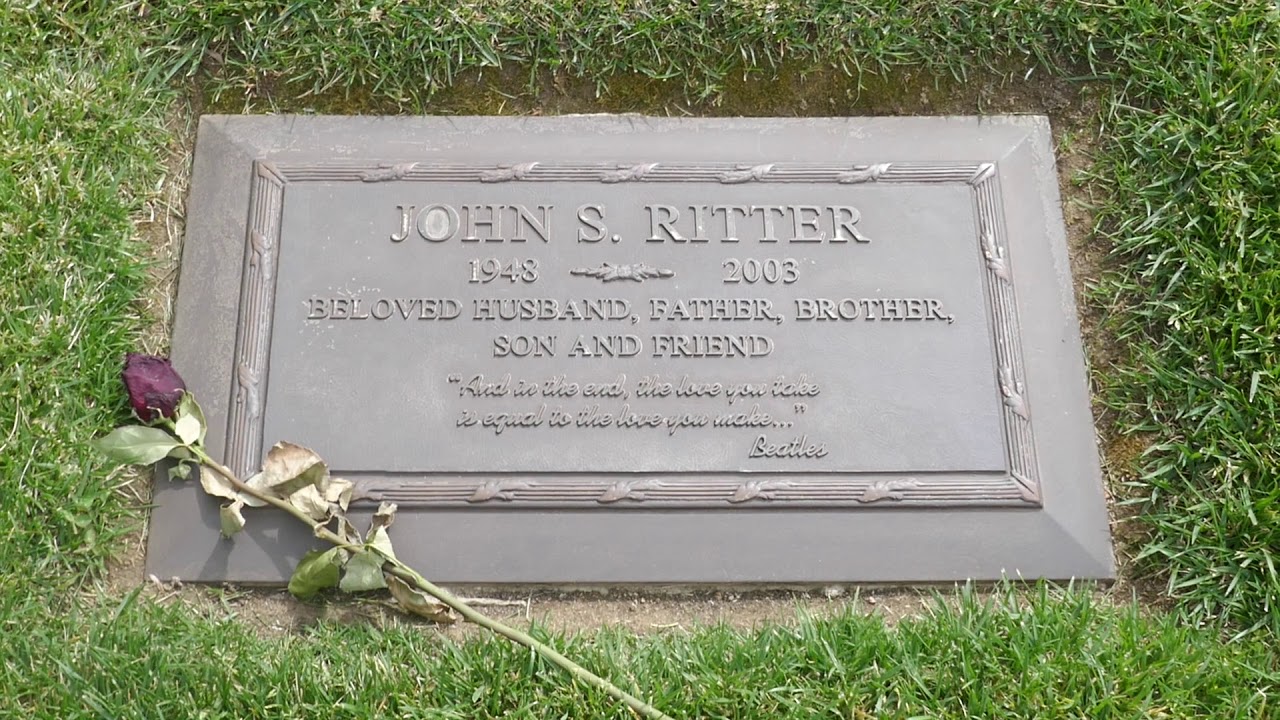 JOHN S. RITTER
1948 2003
BELOVED HUSBAND, FATHER, BROTHER,
SON AND FRIEND
"And in the end, the love you take
is equal to the love you make..."
Beatles